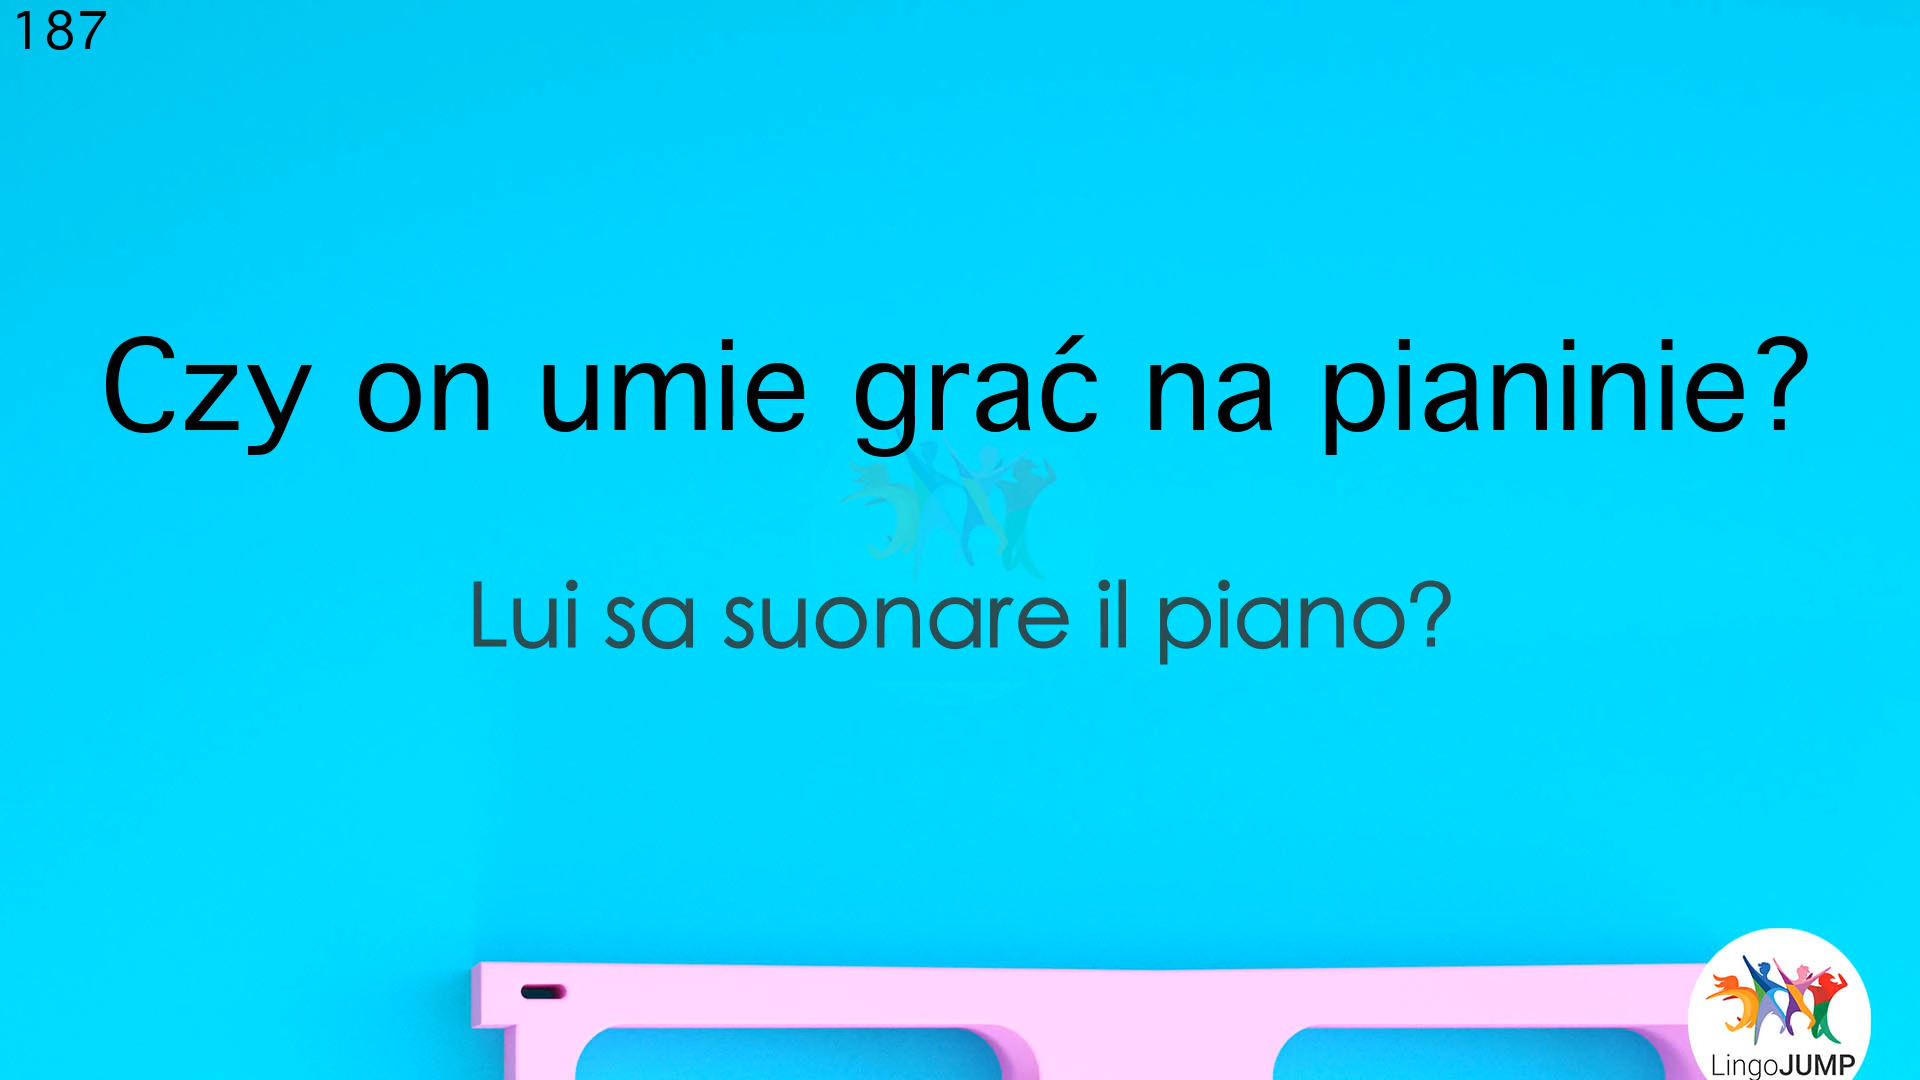 187
Czy on umie grać na pianinie?
Lui sa suonare il piano?
LingoJUMP